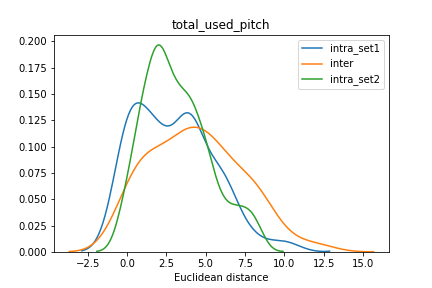 total_used_pitch
0.200
0.175
0.150
0.125
0.100
0.075
0.050
0.025
0.000
intra_set1
inter
intra_set2
−2.5 0.0 2.5 5.0 7.5 10.0 12.5 15.0
Euclidean distance